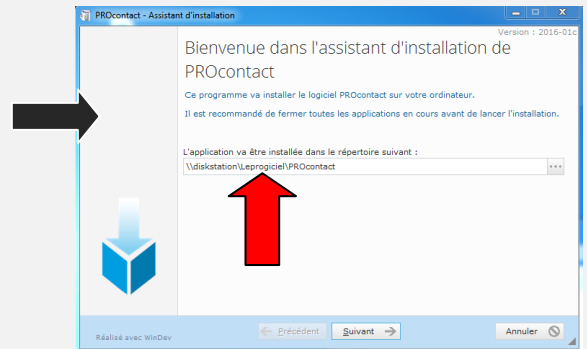 PROcontact - Assistant d'installation
Version : 2016-01c
Bienvenue dans l'assistant d'installation de
PROcontact
Ce programme va installer le logiciel PROcontact sur votre ordinateur.
Il est recommandé de fermer toutes les applications en cours avant de lancer l'installation.
L'application va être installée dans le répertoire suivant :
\\diskstation\Leprogiciel\PROcontact
...
Réalisé avec WinDev
Précédent
Suivant
Annuler